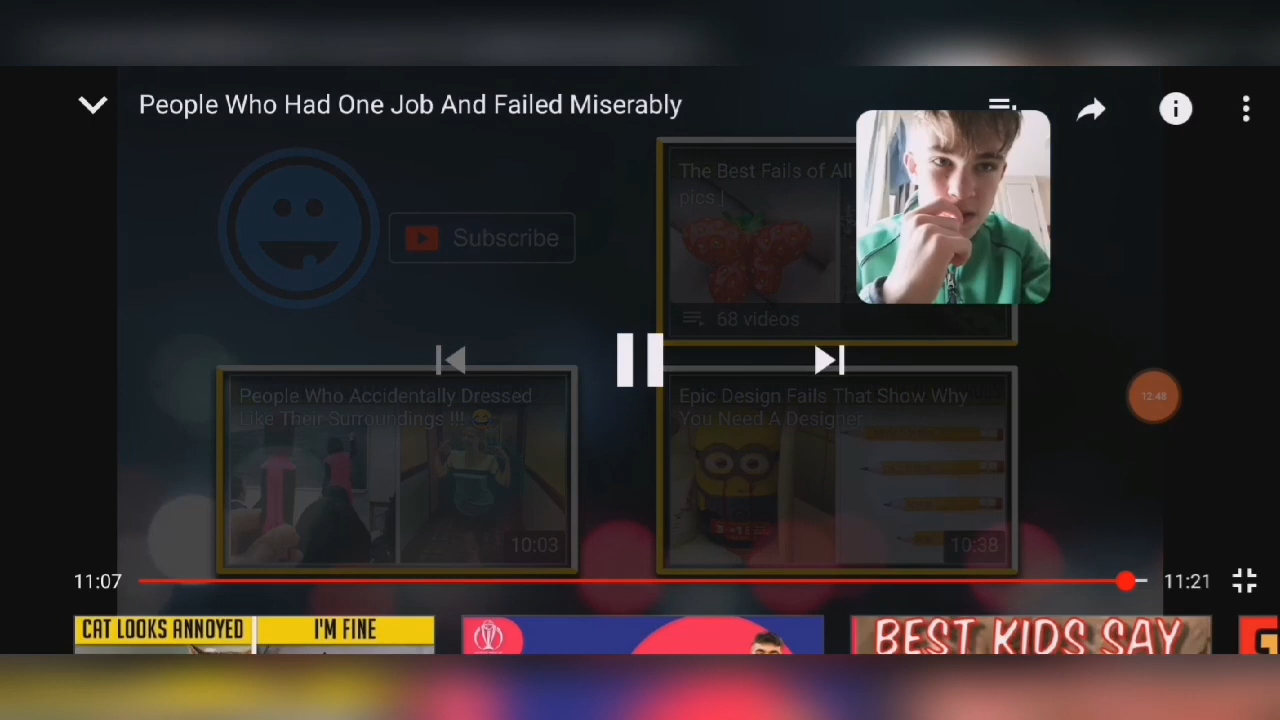 People Who Had One Job And Failed Miserably
The Best Fails of All
pics |
Subscribe
68 videos
People Who Accidentally Dressed
Like Their Surroundings !!!
Epic Design Fails That Show Why
You Need A Designer
12:48
10:03
10:38
11:07
11:21
CAT LOOKS ANNOYED
I'M FINE
BEST KIDS SAY